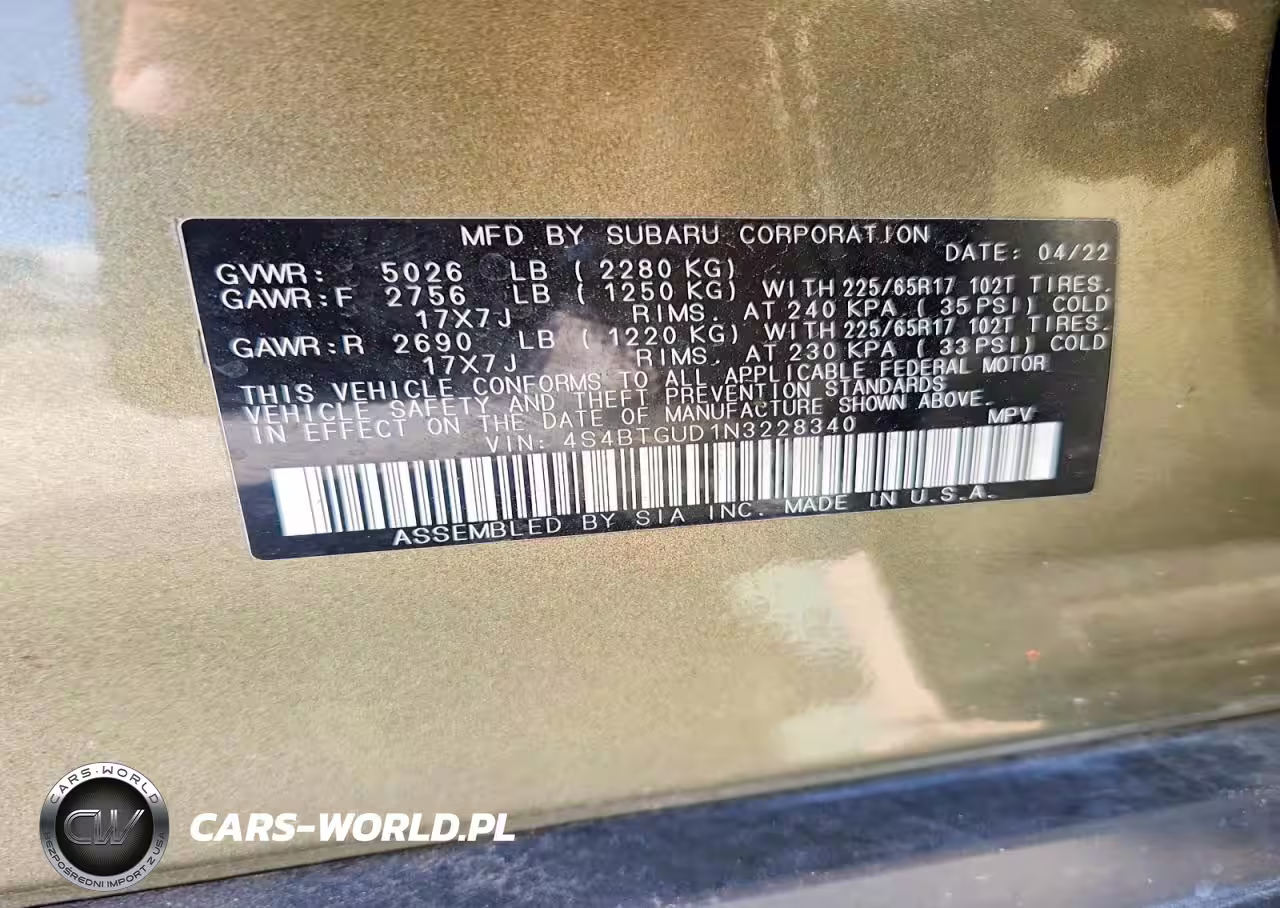 MFD BY SUBARU CORPORATION
DATE: 04/22
GVWR: 5026 LB ( 2280 KG)
GAWR:F 2756 LB ( 1250 KG) WITH 225/65R17 102T TIRES.
17X7J RIMS. AT 240 KPA ( 35 PSI) COLD
GAWR:R 2690 LB ( 1220 KG) WITH 225/65R17 102T TIRES.
17X7J RIMS. AT 230 KPA ( 33 PSI) COLD
THIS VEHICLE CONFORMS TO ALL APPLICABLE FEDERAL MOTOR
VEHICLE SAFETY AND THEFT PREVENTION STANDARDS
IN EFFECT ON THE DATE OF MANUFACTURE SHOWN ABOVE.
VIN: 4S4BTGUD1N3228340 MPV
ASSEMBLED BY SIA INC. MADE IN U.S.A.
CARS-WORLD
CW
BEZPOŚREDNI IMPORT Z USA
CARS-WORLD.PL